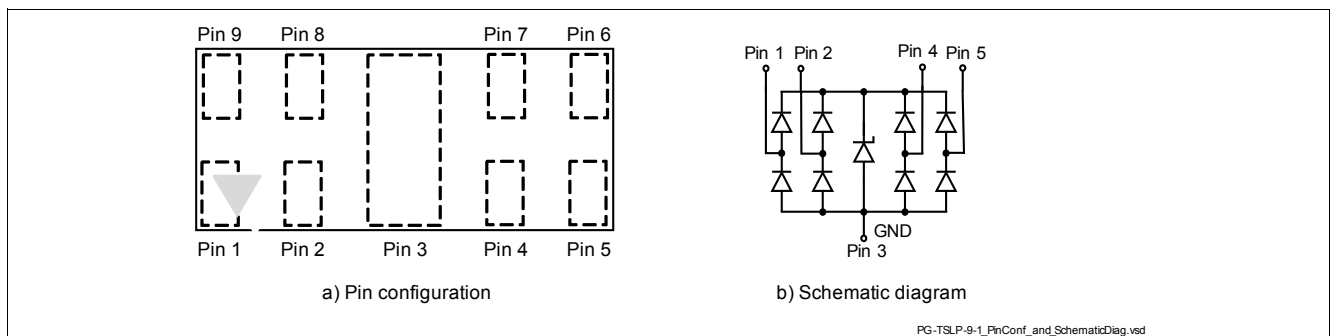 Pin 9 Pin 8 Pin 7 Pin 6
Pin 1 Pin 2 Pin 3 Pin 4 Pin 5
a) Pin configuration
Pin 1 Pin 2 Pin 4 Pin 5
GND
Pin 3
b) Schematic diagram
PG-TSLP-9-1_PinConf_and_SchematicDiag.vsd